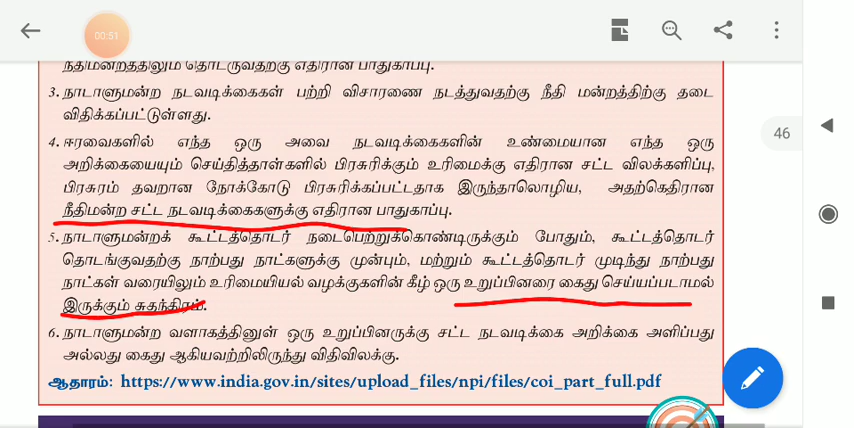 00:51
நீதிமன்றத்திலும் தொடருவதற்கு எதிரான பாதுகாப்பு.
3. நாடாளுமன்ற நடவடிக்கைகள் பற்றி விசாரணை நடத்துவதற்கு நீதி மன்றத்திற்கு தடை
விதிக்கப்பட்டுள்ளது.
46
4. ஈரவைகளில் எந்த ஒரு அவை நடவடிக்கைகளின் உண்மையான எந்த ஒரு
அறிக்கையையும் செய்தித்தாள்களில் பிரசுரிக்கும் உரிமைக்கு எதிரான சட்ட விலக்களிப்பு,
பிரசுரம் தவறான நோக்கோடு பிரசுரிக்கப்பட்டதாக இருந்தாலொழிய, அதற்கெதிரான
நீதிமன்ற சட்ட நடவடிக்கைகளுக்கு எதிரான பாதுகாப்பு.
5. நாடாளுமன்றக் கூட்டத்தொடர் நடைபெற்றுக்கொண்டிருக்கும் போதும், கூட்டத்தொடர்
தொடங்குவதற்கு நாற்பது நாட்களுக்கு முன்பும், மற்றும் கூட்டத்தொடர் முடிந்து நாற்பது
நாட்கள் வரையிலும் உரிமையியல் வழக்குகளின் கீழ் ஒரு உறுப்பினரை கைது செய்யப்படாமல்
இருக்கும் சுதந்திரம்.
6. நாடாளுமன்ற வளாகத்தினுள் ஒரு உறுப்பினருக்கு சட்ட நடவடிக்கை அறிக்கை அளிப்பது
அல்லது கைது ஆகியவற்றிலிருந்து விதிவிலக்கு.
ஆதாரம்: https://www.india.gov.in/sites/upload_files/npi/files/coi_part_full.pdf